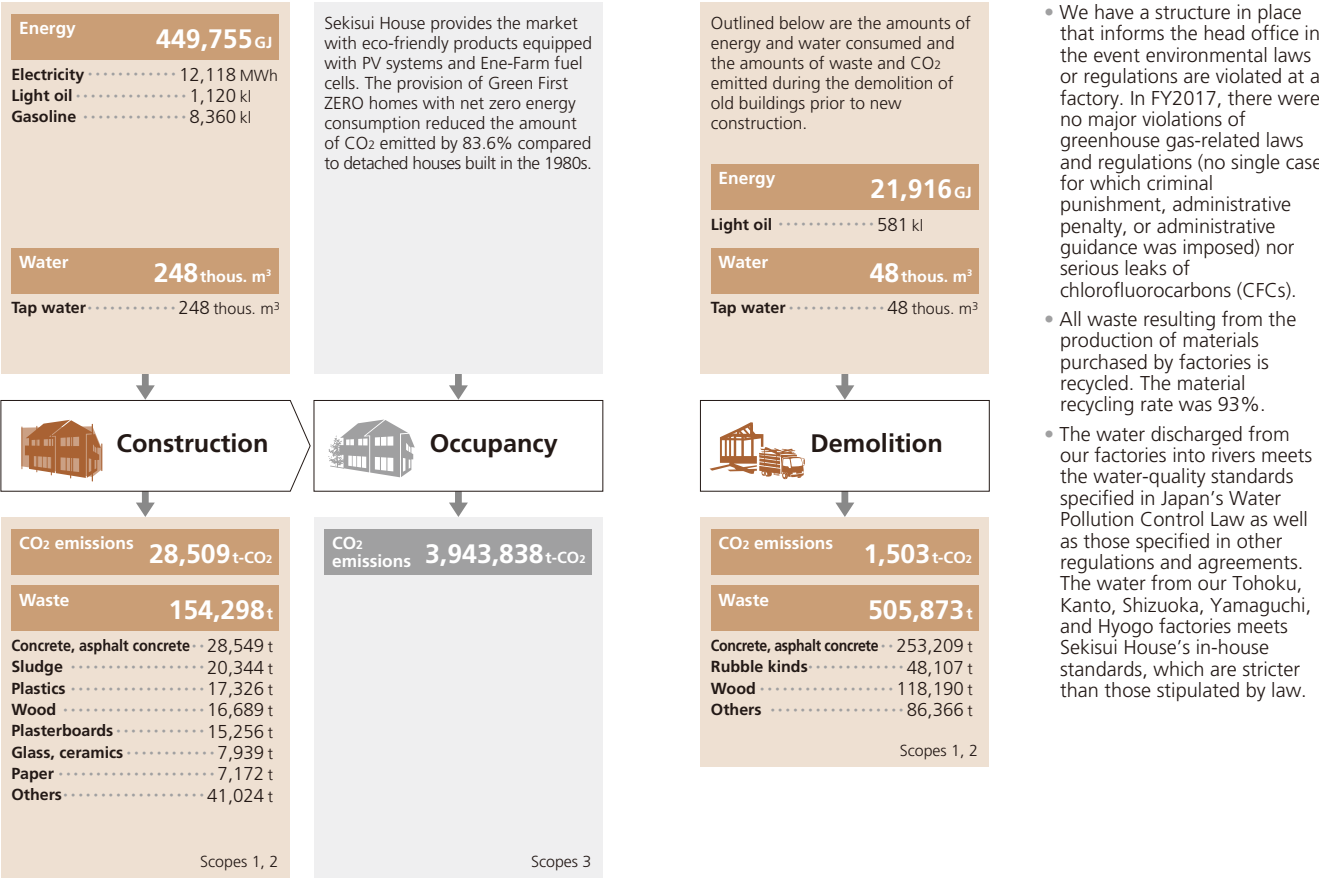 Energy
449,755 GJ
Electricity 12,118 MWh
Light oil 1,120 kl
Gasoline 8,360 kl
Water
248 thous. m³
Tap water 248 thous. m³
Construction
CO₂ emissions 28,509 t-CO₂
Waste
154,298 t
Concrete, asphalt concrete 28,549 t
Sludge 20,344 t
Plastics 17,326 t
Wood 16,689 t
Plasterboards 15,256 t
Glass, ceramics 7,939 t
Paper 7,172 t
Others 41,024 t
Scopes 1, 2
Sekisui House provides the market
with eco-friendly products equipped
with PV systems and Ene-Farm fuel
cells. The provision of Green First
ZERO homes with net zero energy
consumption reduced the amount
of CO₂ emitted by 83.6% compared
to detached houses built in the 1980s.
Occupancy
CO₂
emissions 3,943,838 t-CO₂
Scopes 3
Outlined below are the amounts of
energy and water consumed and
the amounts of waste and CO₂
emitted during the demolition of
old buildings prior to new
construction.
Energy
21,916 GJ
Light oil 581 kl
Water
48 thous. m³
Tap water 48 thous. m³
Demolition
CO₂ emissions 1,503 t-CO₂
Waste
505,873 t
Concrete, asphalt concrete 253,209 t
Rubble kinds 48,107 t
Wood 118,190 t
Others 86,366 t
Scopes 1, 2
• We have a structure in place
that informs the head office in
the event environmental laws
or regulations are violated at a
factory. In FY2017, there were
no major violations of
greenhouse gas-related laws
and regulations (no single case
for which criminal
punishment, administrative
penalty, or administrative
guidance was imposed) nor
serious leaks of
chlorofluorocarbons (CFCs).
• All waste resulting from the
production of materials
purchased by factories is
recycled. The material
recycling rate was 93%.
• The water discharged from
our factories into rivers meets
the water-quality standards
specified in Japan's Water
Pollution Control Law as well
as those specified in other
regulations and agreements.
The water from our Tohoku,
Kanto, Shizuoka, Yamaguchi,
and Hyogo factories meets
Sekisui House's in-house
standards, which are stricter
than those stipulated by law.